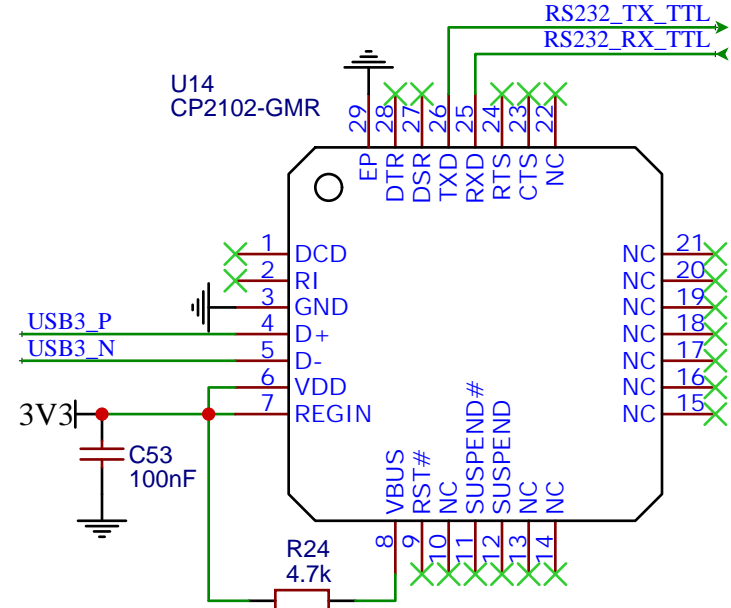 RS232_TX_TTL
RS232_RX_TTL
U14
CP2102-GMR
29 28 27 26 25 24 23 22
EP DTR DSR TXD RXD RTS CTS NC
1 DCD
2 RI
3 GND
USB3_P 4 D+
USB3_N 5 D-
6 VDD
3V3 7 REGIN
NC 21
NC 20
NC 19
NC 18
NC 17
NC 16
NC 15
C53
100nF
VBUS RST# NC SUSPEND# SUSPEND NC NC
8 9 10 11 12 13 14
R24
4.7k